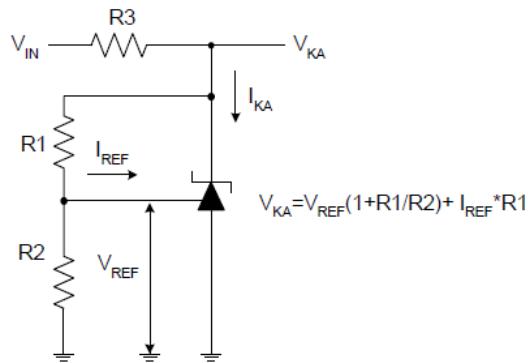 R3
V_IN
V_KA
I_KA
R1
I_REF
V_KA=V_REF(1+R1/R2)+ I_REF*R1
R2
V_REF